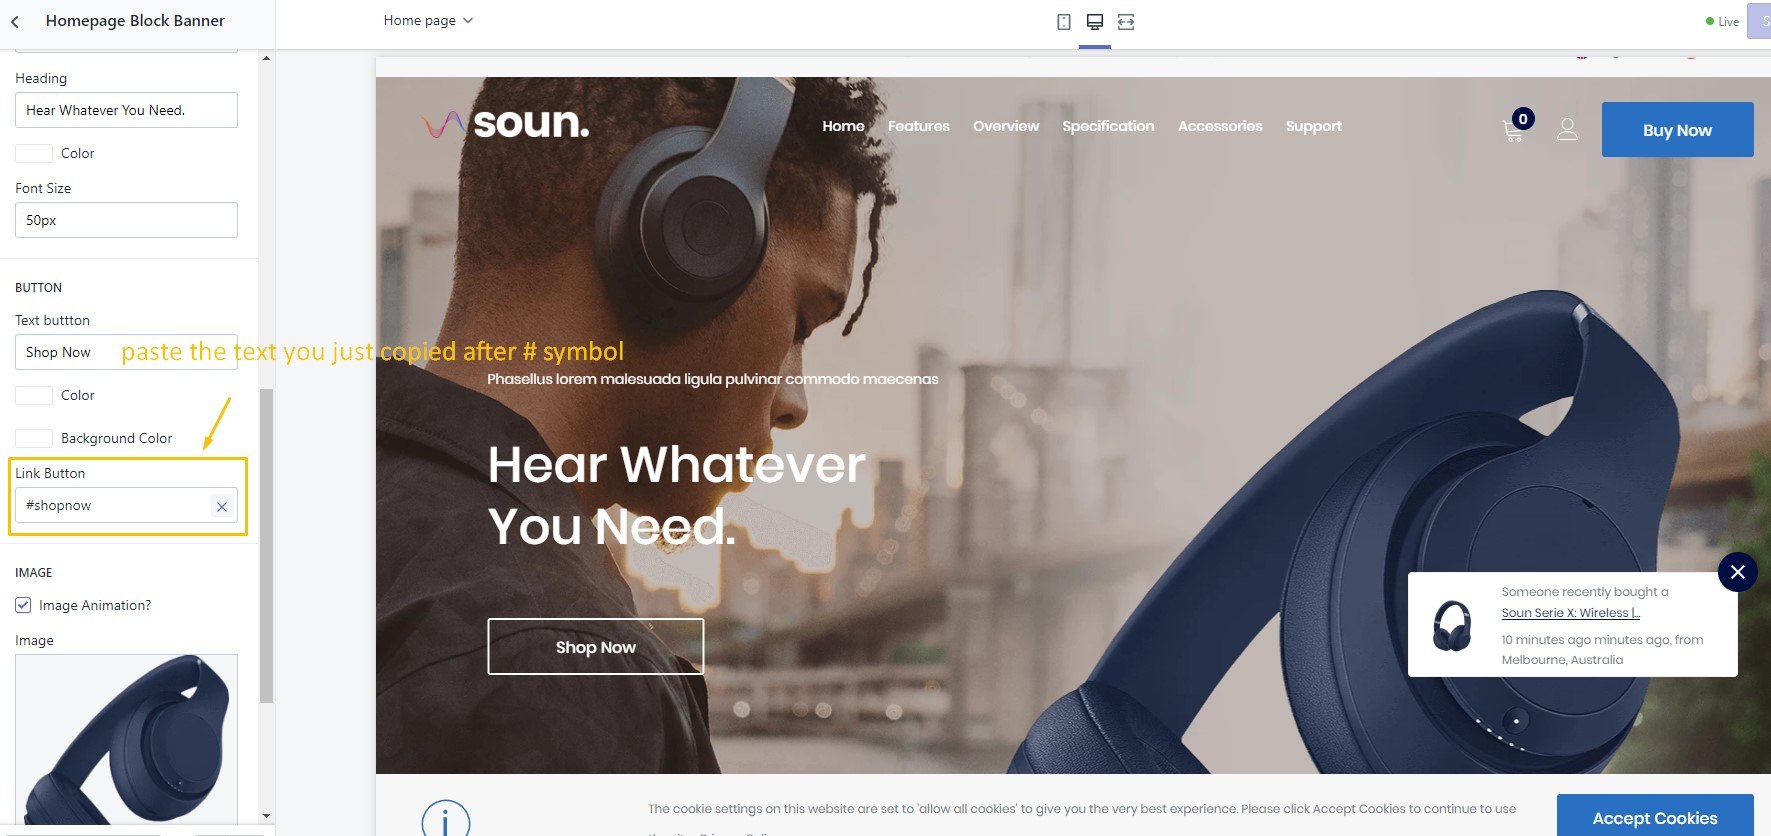 Homepage Block Banner
Home page
Live
Heading
Hear Whatever You Need.
Color
Font Size
50px
BUTTON
Text buttton
Shop Now
paste the text you just copied after # symbol
Color
Background Color
Link Button
#shopnow
IMAGE
Image Animation?
Image
soun.
Home Features Overview Specification Accessories Support
0
Buy Now
Phasellus lorem malesuada ligula pulvinar commodo maecenas
Hear Whatever
You Need.
Shop Now
Someone recently bought a
Soun Serie X: Wireless |...
10 minutes ago minutes ago, from
Melbourne, Australia
The cookie settings on this website are set to 'allow all cookies' to give you the very best experience. Please click Accept Cookies to continue to use
Accept Cookies